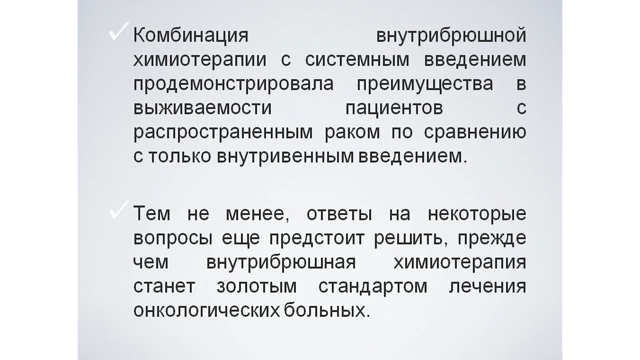 Комбинация внутрибрюшной
химиотерапии с системным введением
продемонстрировала преимущества в
выживаемости пациентов с
распространенным раком по сравнению
с только внутривенным введением.
Тем не менее, ответы на некоторые
вопросы еще предстоит решить, прежде
чем внутрибрюшная химиотерапия
станет золотым стандартом лечения
онкологических больных.